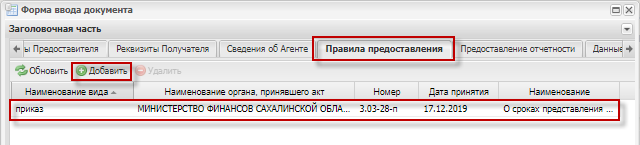 Форма ввода документа
Заголовочная часть
ы Предоставителя Реквизиты Получателя Сведения об Агенте Правила предоставления Предоставление отчетности Данные
Обновить Добавить Удалить
Наименование вида Наименование органа, принявшего акт Номер Дата принятия Наименование
приказ МИНИСТЕРСТВО ФИНАНСОВ САХАЛИНСКОЙ ОБЛА... 3.03-28-п 17.12.2019 О сроках представления ...